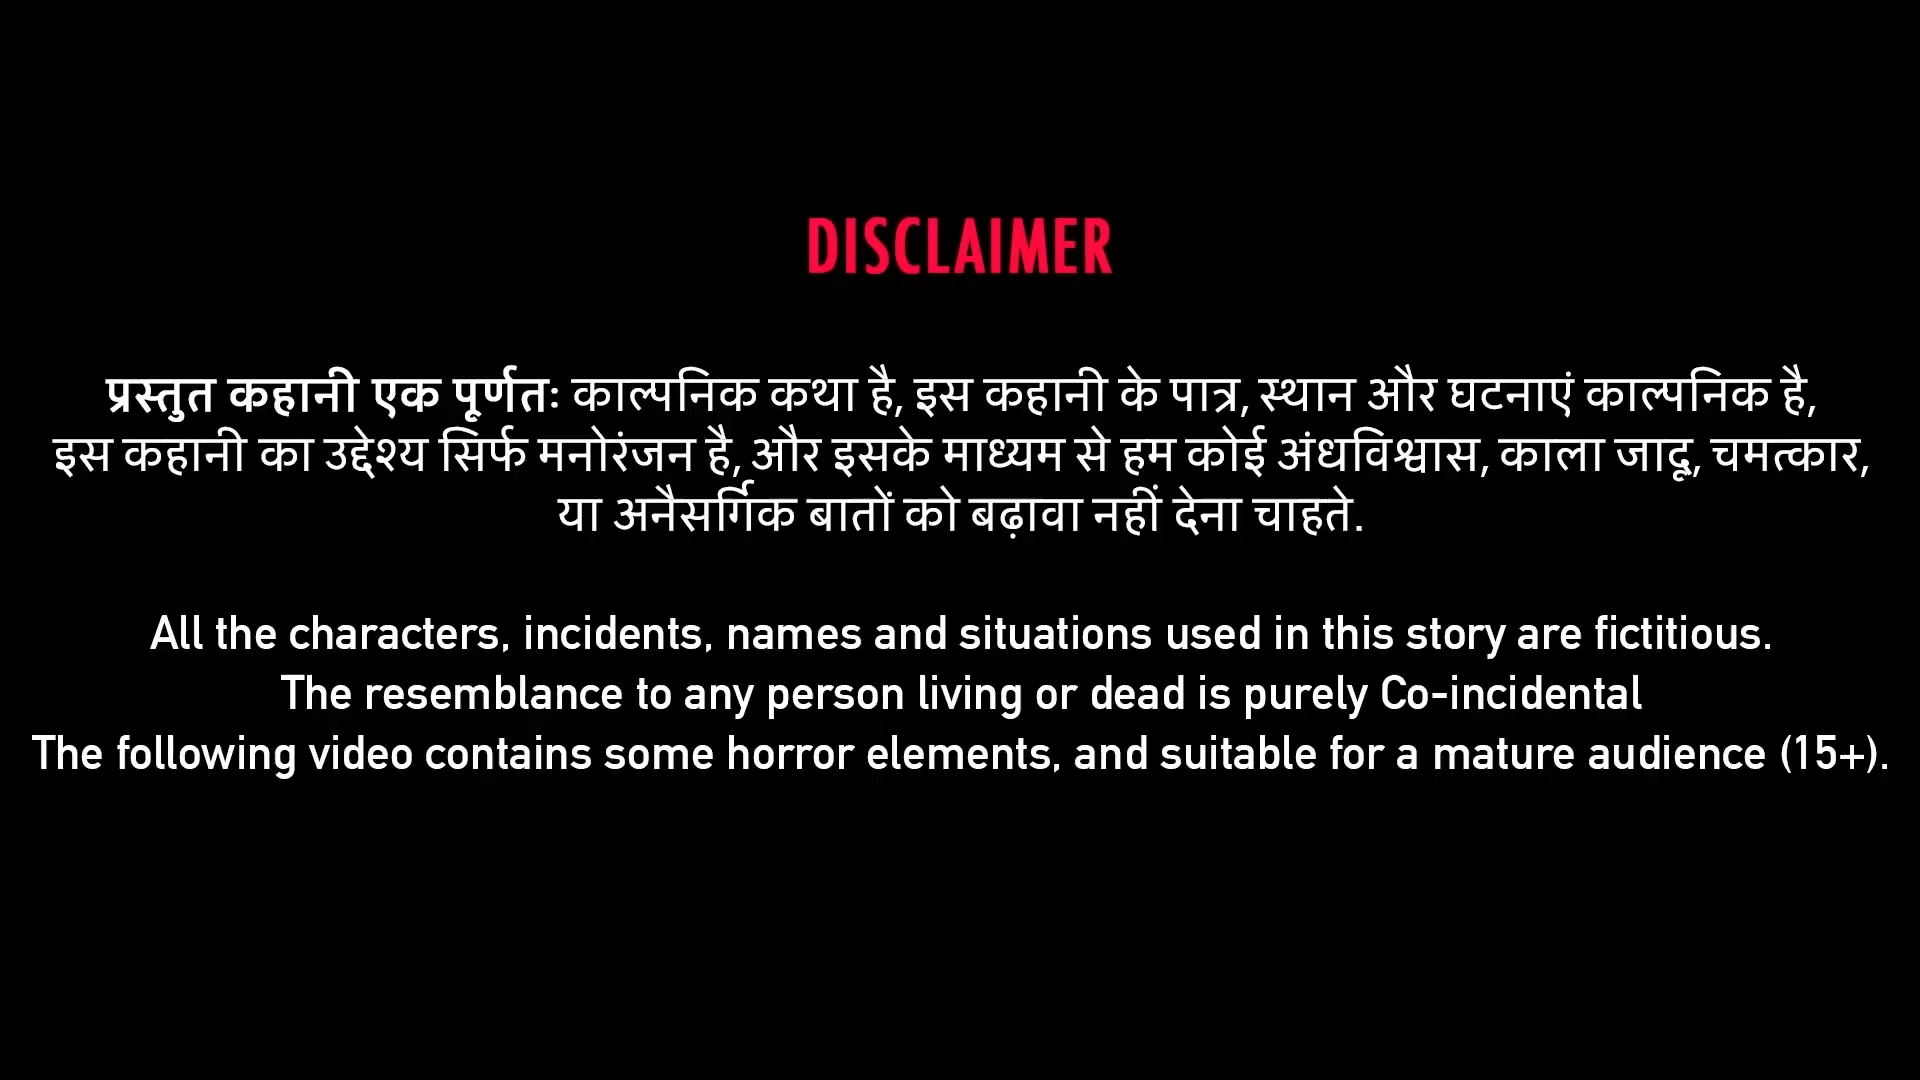 DISCLAIMER
प्रस्तुत कहानी एक पूर्णतः काल्पनिक कथा है, इस कहानी के पात्र, स्थान और घटनाएं काल्पनिक है,
इस कहानी का उद्देश्य सिर्फ मनोरंजन है, और इसके माध्यम से हम कोई अंधविश्वास, काला जादू, चमत्कार,
या अनैसर्गिक बातों को बढ़ावा नहीं देना चाहते.
All the characters, incidents, names and situations used in this story are fictitious.
The resemblance to any person living or dead is purely Co-incidental
The following video contains some horror elements, and suitable for a mature audience (15+).